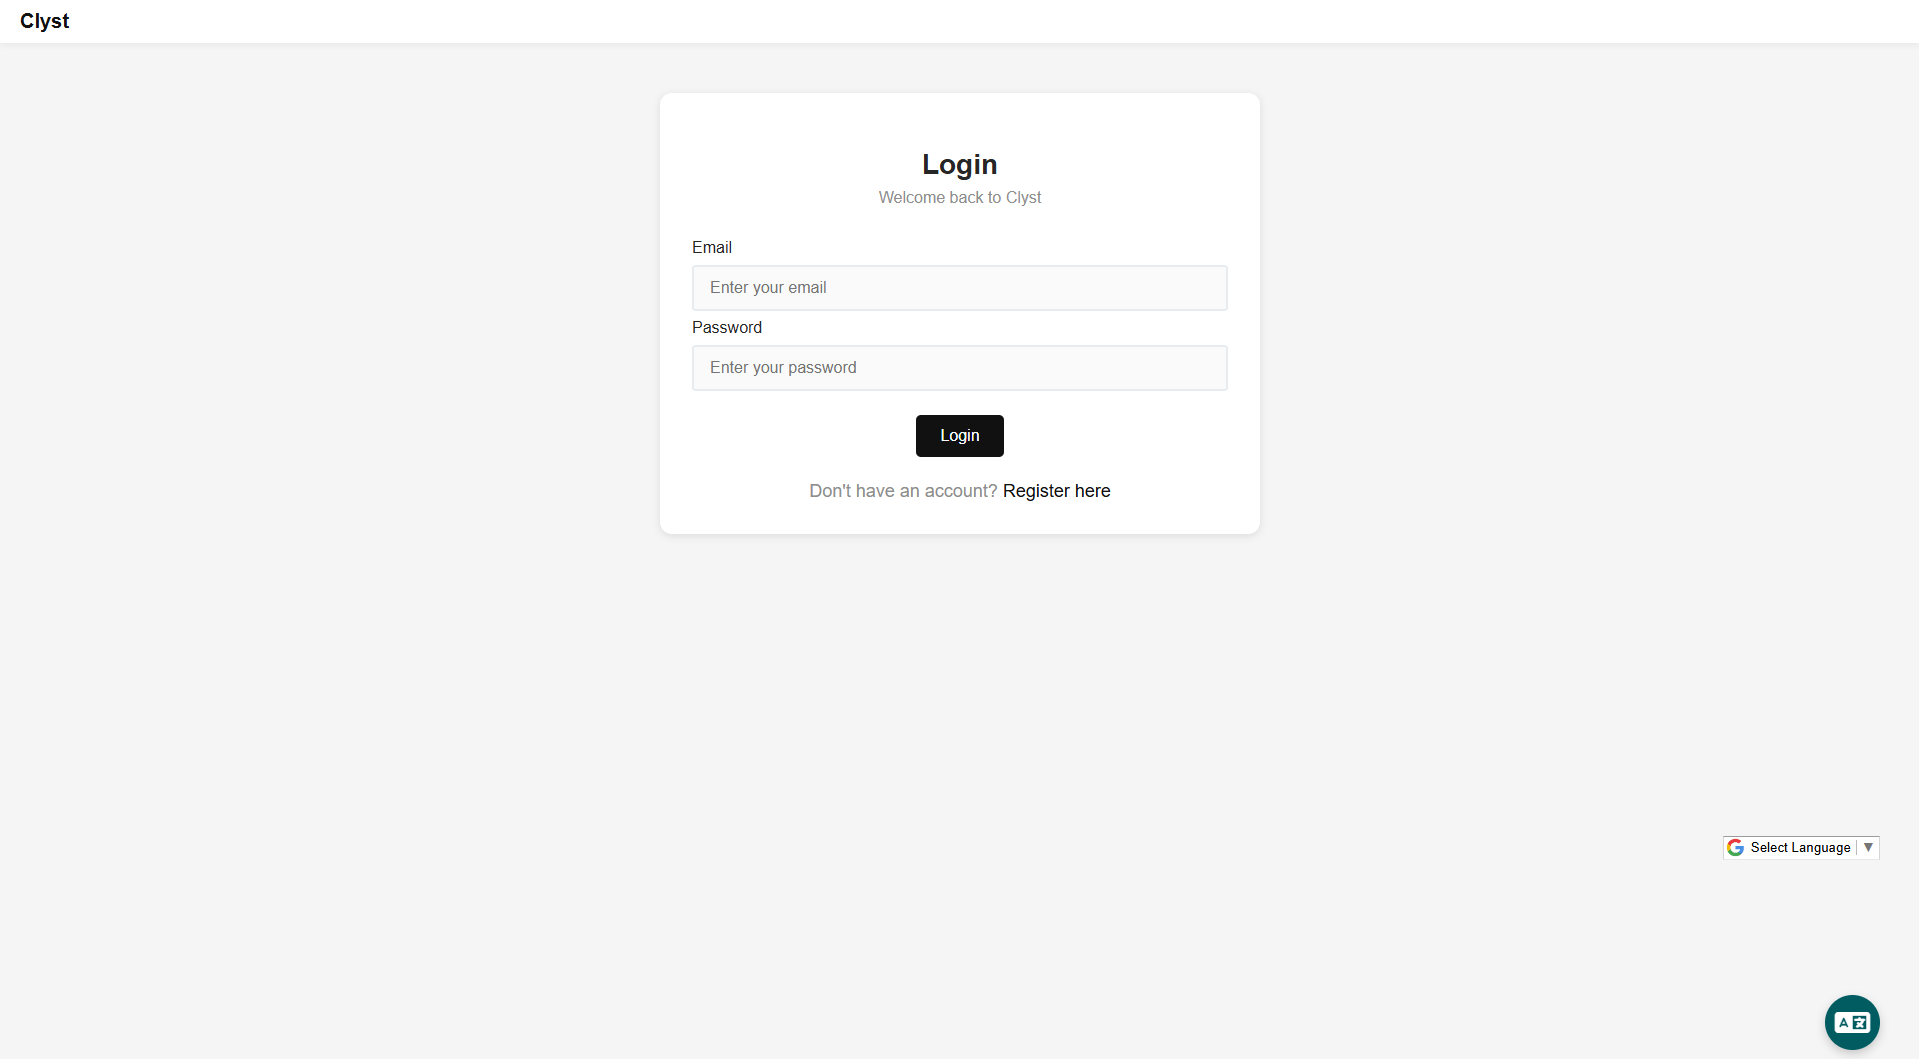 Clyst
Login
Welcome back to Clyst
Email
Enter your email
Password
Enter your password
Login
Don't have an account? Register here
Select Language ▼
A